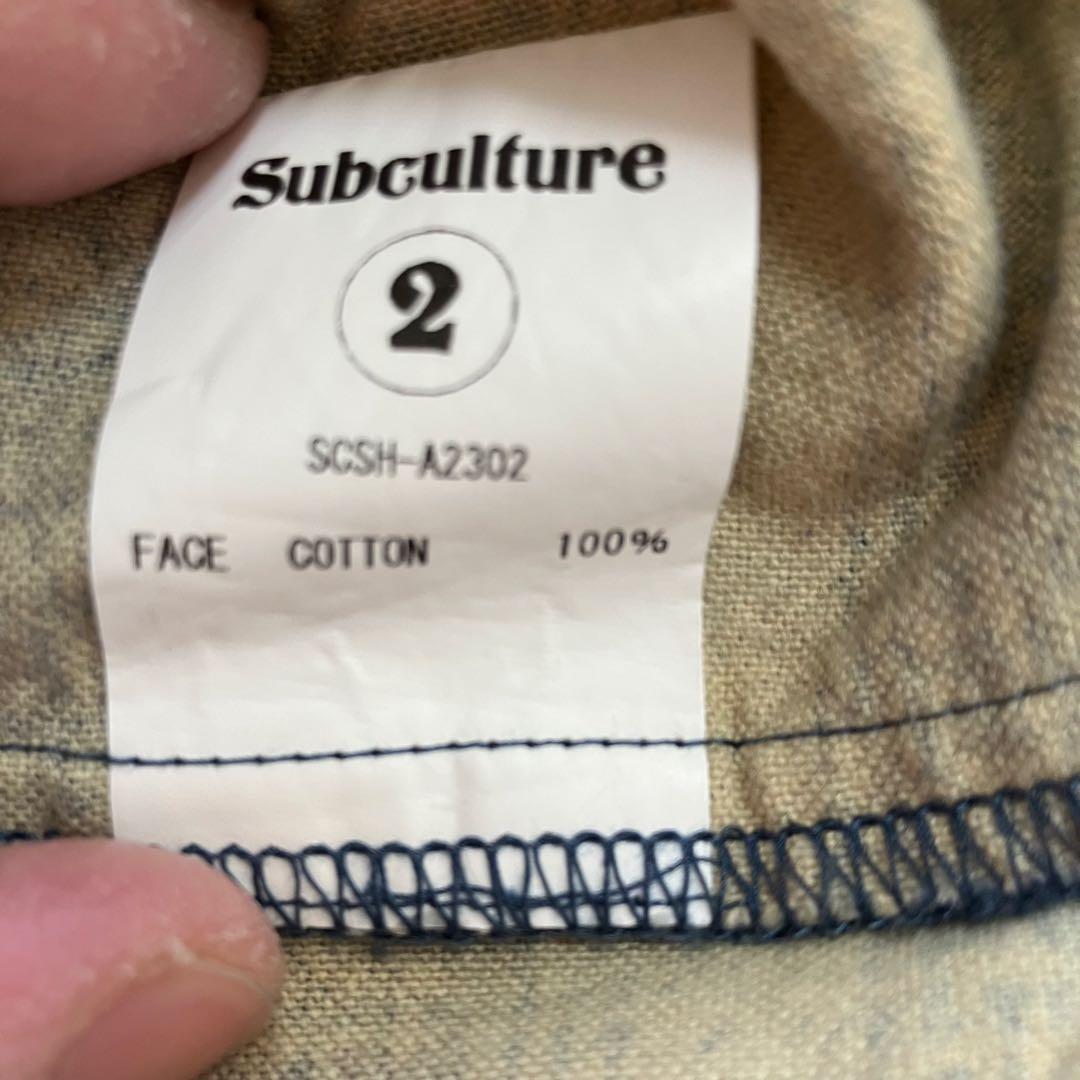 Subculture
2
SCSH-A2302
FACE COTTON 100%